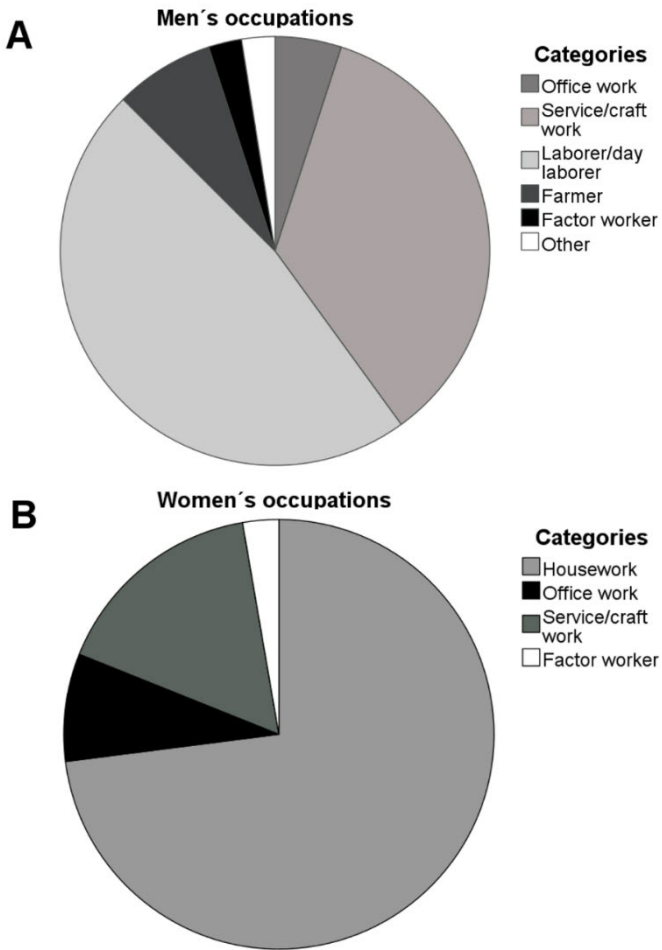 A
Men´s occupations
Categories
Office work
Service/craft
work
Laborer/day
laborer
Farmer
Factor worker
Other
B
Women´s occupations
Categories
Housework
Office work
Service/craft
work
Factor worker